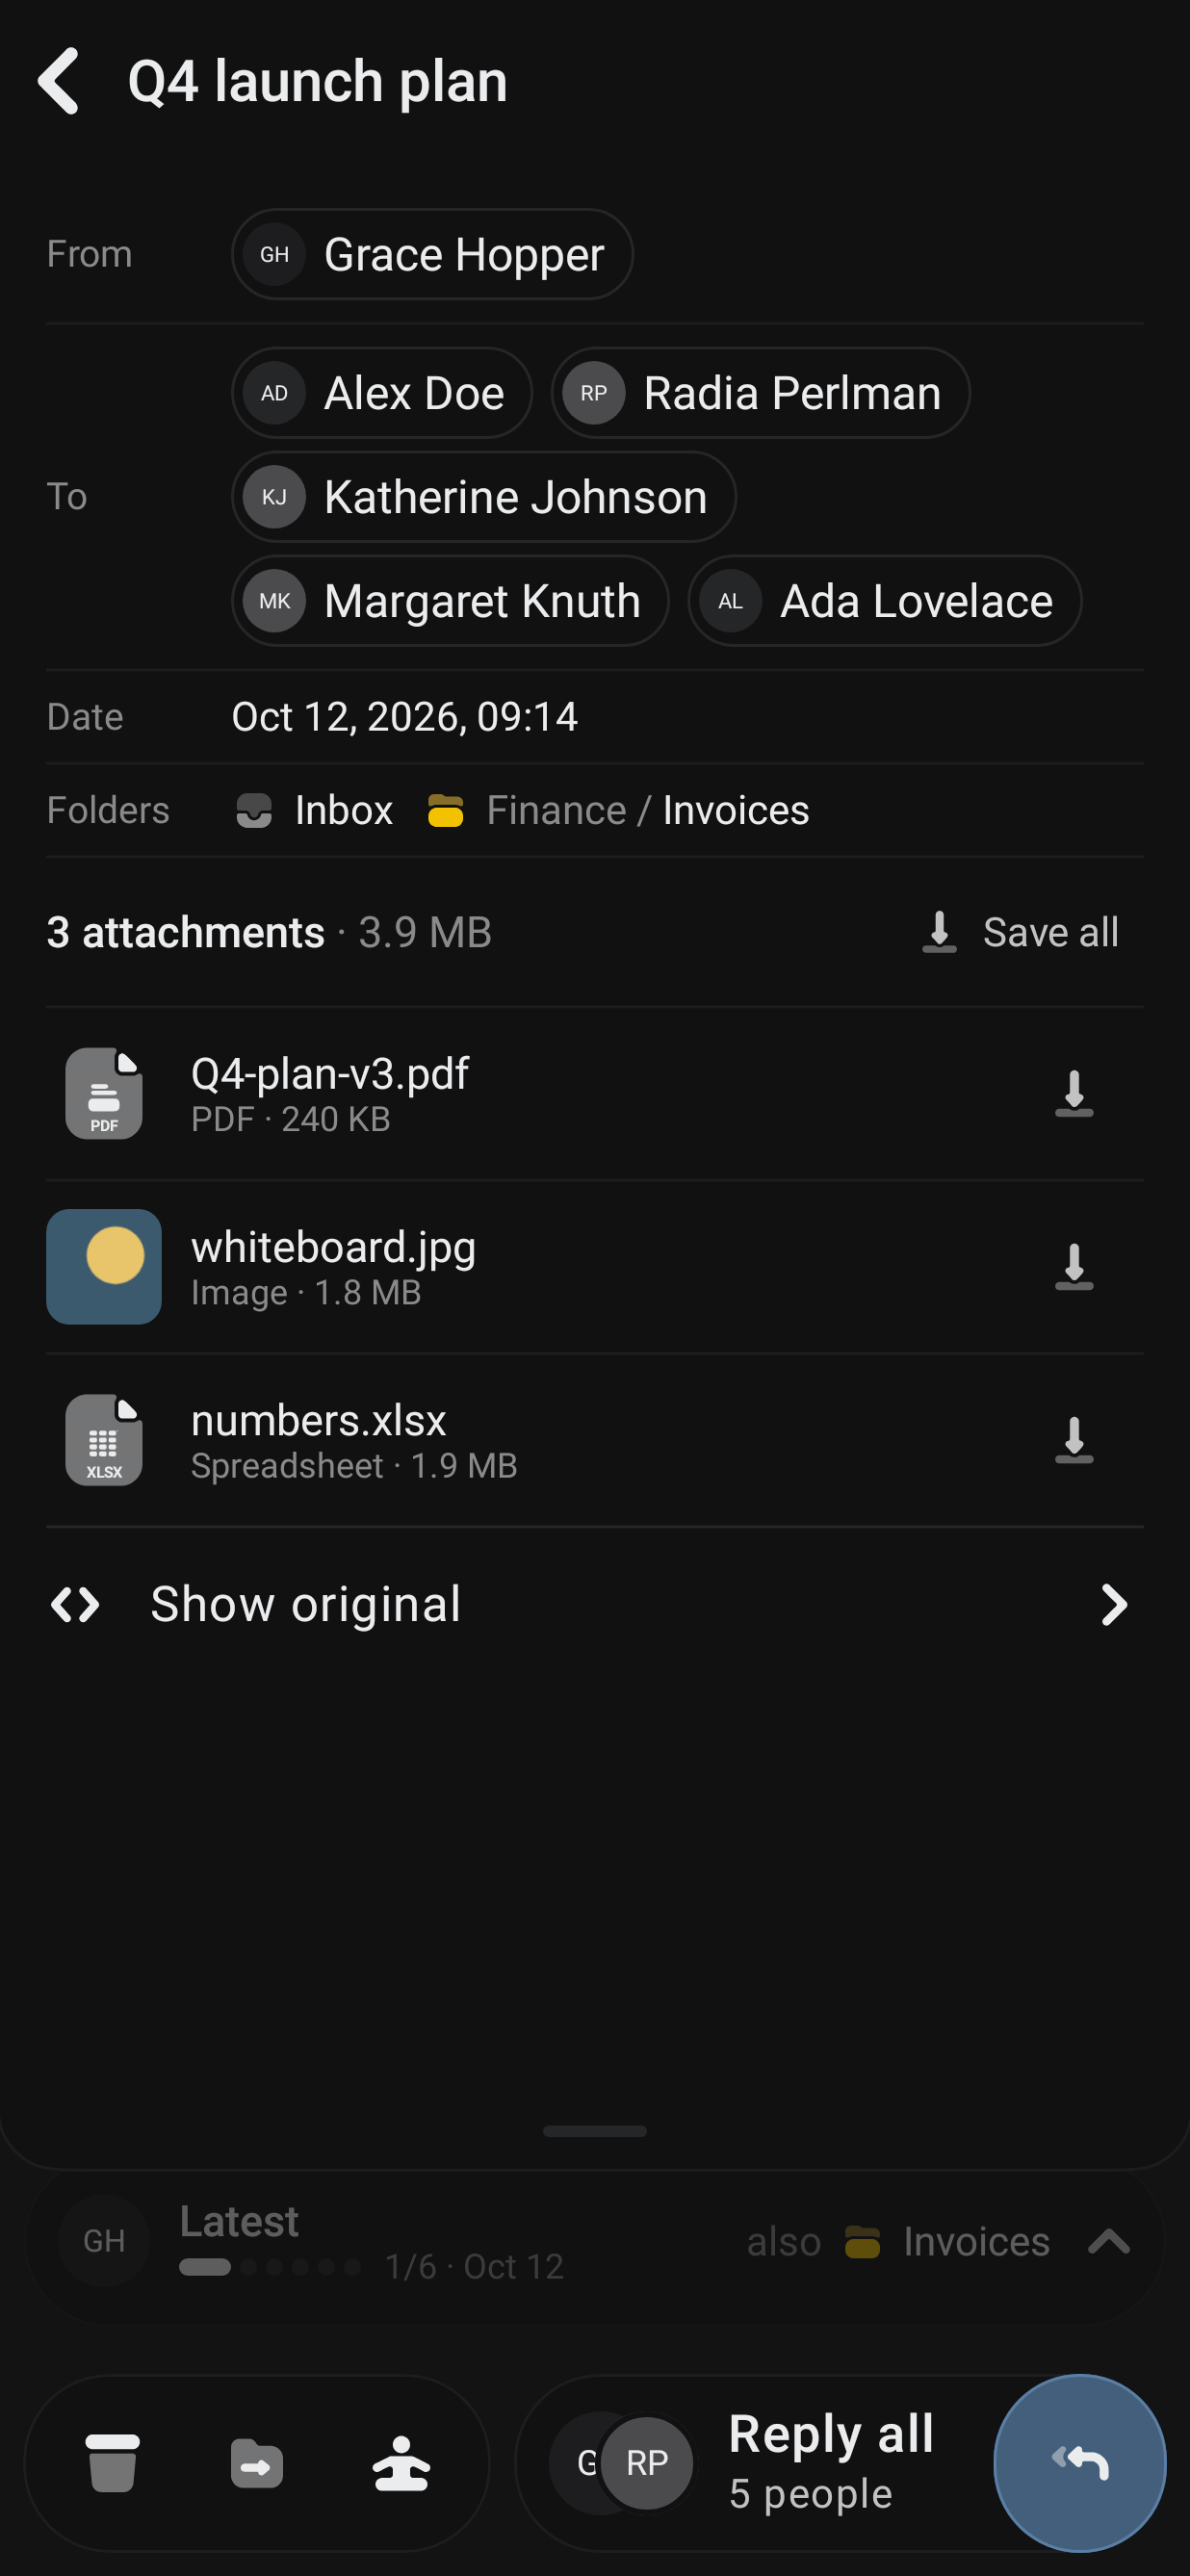 Q4 launch plan
From
GH Grace Hopper
AD Alex Doe RP Radia Perlman
To
KJ Katherine Johnson
MK Margaret Knuth AL Ada Lovelace
Date Oct 12, 2026, 09:14
Folders Inbox Finance / Invoices
3 attachments · 3.9 MB Save all
Q4-plan-v3.pdf
PDF
PDF · 240 KB
whiteboard.jpg
Image · 1.8 MB
numbers.xlsx
XLSX
Spreadsheet · 1.9 MB
Show original
GH Latest
1/6 · Oct 12
also Invoices
G RP Reply all
5 people